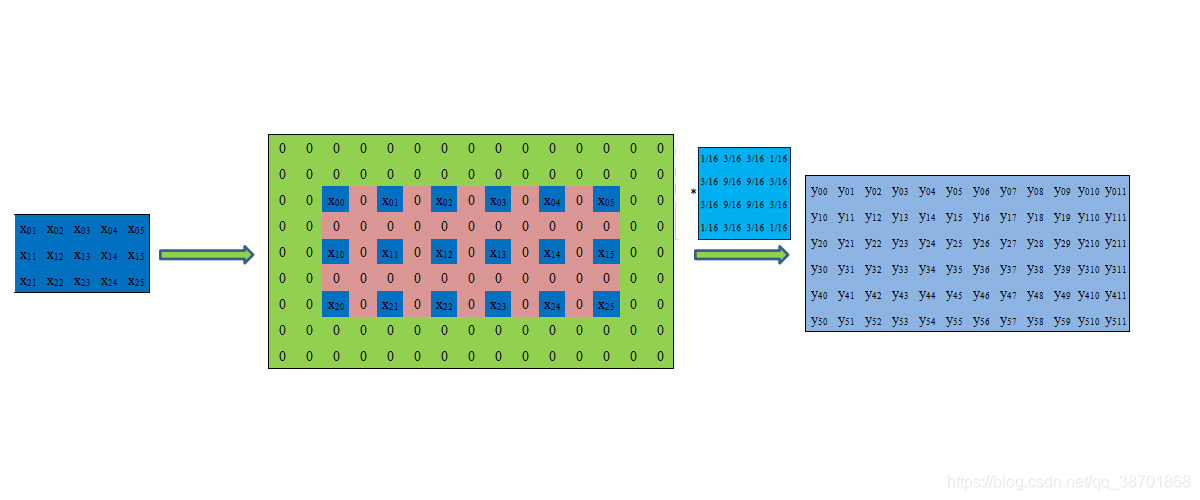 x01 x02 x03 x04 x05
x11 x12 x13 x14 x15
x21 x22 x23 x24 x25
0 0 0 0 0 0 0 0 0 0 0 0 0 0 0
0 0 0 0 0 0 0 0 0 0 0 0 0 0 0
0 0 x00 0 x01 0 x02 0 x03 0 x04 0 x05 0 0
0 0 0 0 0 0 0 0 0 0 0 0 0 0 0
0 0 x10 0 x11 0 x12 0 x13 0 x14 0 x15 0 0
0 0 0 0 0 0 0 0 0 0 0 0 0 0 0
0 0 x20 0 x21 0 x22 0 x23 0 x24 0 x25 0 0
0 0 0 0 0 0 0 0 0 0 0 0 0 0 0
0 0 0 0 0 0 0 0 0 0 0 0 0 0 0
*
1/16 3/16 3/16 1/16
3/16 9/16 9/16 3/16
3/16 9/16 9/16 3/16
1/16 3/16 3/16 1/16
y00 y01 y02 y03 y04 y05 y06 y07 y08 y09 y010 y011
y10 y11 y12 y13 y14 y15 y16 y17 y18 y19 y110 y111
y20 y21 y22 y23 y24 y25 y26 y27 y28 y29 y210 y211
y30 y31 y32 y33 y34 y35 y36 y37 y38 y39 y310 y311
y40 y41 y42 y43 y44 y45 y46 y47 y48 y49 y410 y411
y50 y51 y52 y53 y54 y55 y56 y57 y58 y59 y510 y511
https://blog.csdn.net/qq_38701868